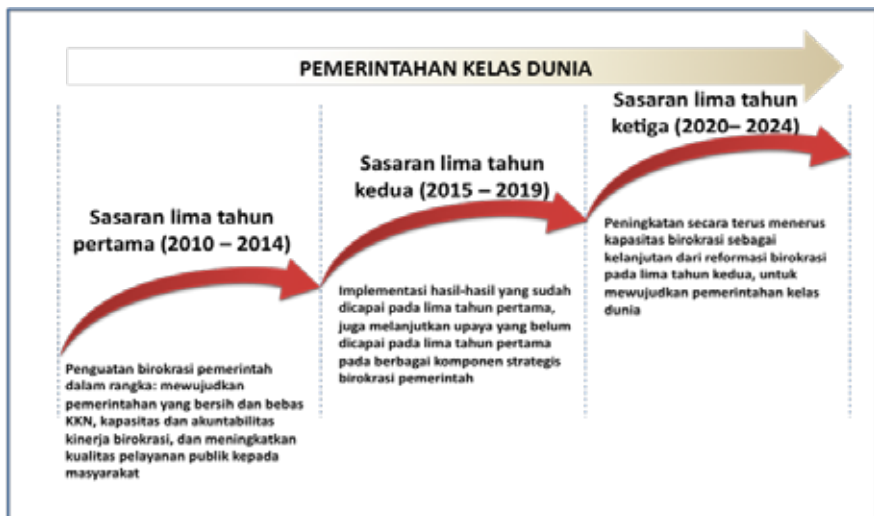 PEMERINTAHAN KELAS DUNIA
Sasaran lima tahun
pertama (2010 – 2014)
Penguatan birokrasi pemerintah
dalam rangka: mewujudkan
pemerintahan yang bersih dan bebas
KKN, kapasitas dan akuntabilitas
kinerja birokrasi, dan meningkatkan
kualitas pelayanan publik kepada
masyarakat
Sasaran lima tahun
kedua (2015 – 2019)
Implementasi hasil-hasil yang sudah
dicapai pada lima tahun pertama,
juga melanjutkan upaya yang belum
dicapai pada lima tahun pertama
pada berbagai komponen strategis
birokrasi pemerintah
Sasaran lima tahun
ketiga (2020– 2024)
Peningkatan secara terus menerus
kapasitas birokrasi sebagai
kelanjutan dari reformasi birokrasi
pada lima tahun kedua, untuk
mewujudkan pemerintahan kelas
dunia